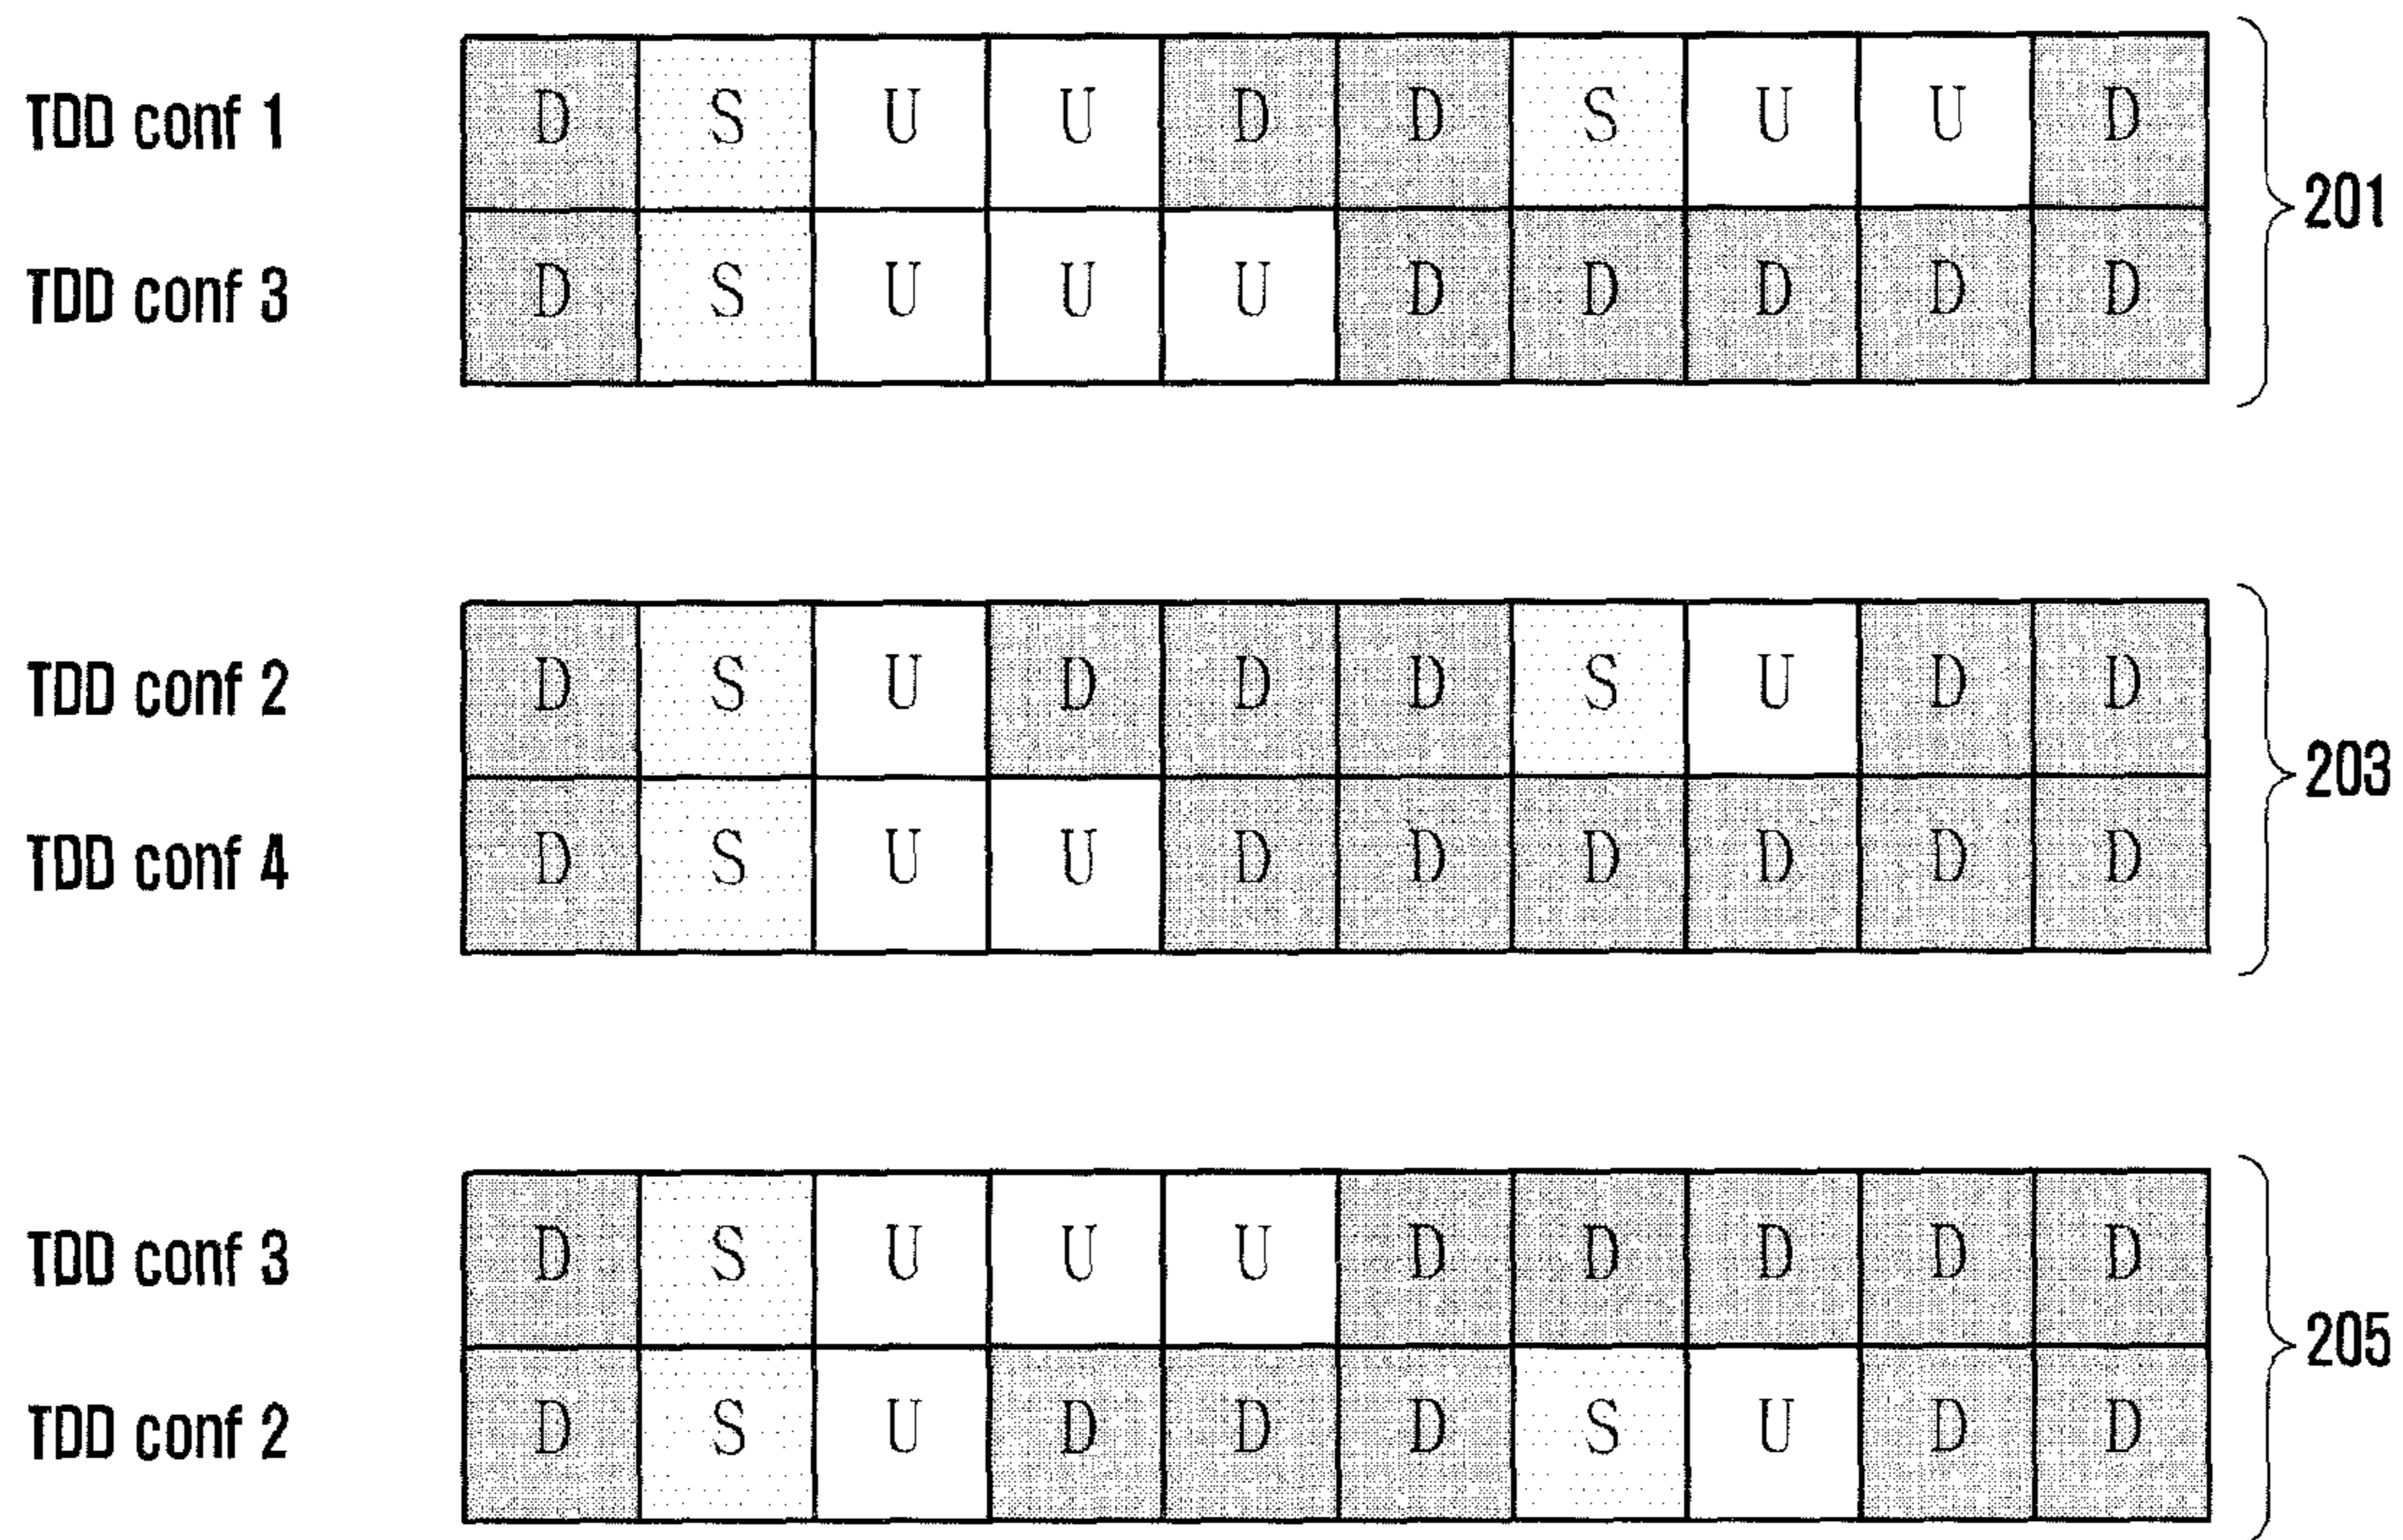 TDD conf 1 D S U U D D S U U D
201
TDD conf 3 D S U U U D D D D D
TDD conf 2 D S U D D D S U D D
203
TDD conf 4 D S U U D D D D D D
TDD conf 3 D S U U U D D D D D
205
TDD conf 2 D S U D D D S U D D